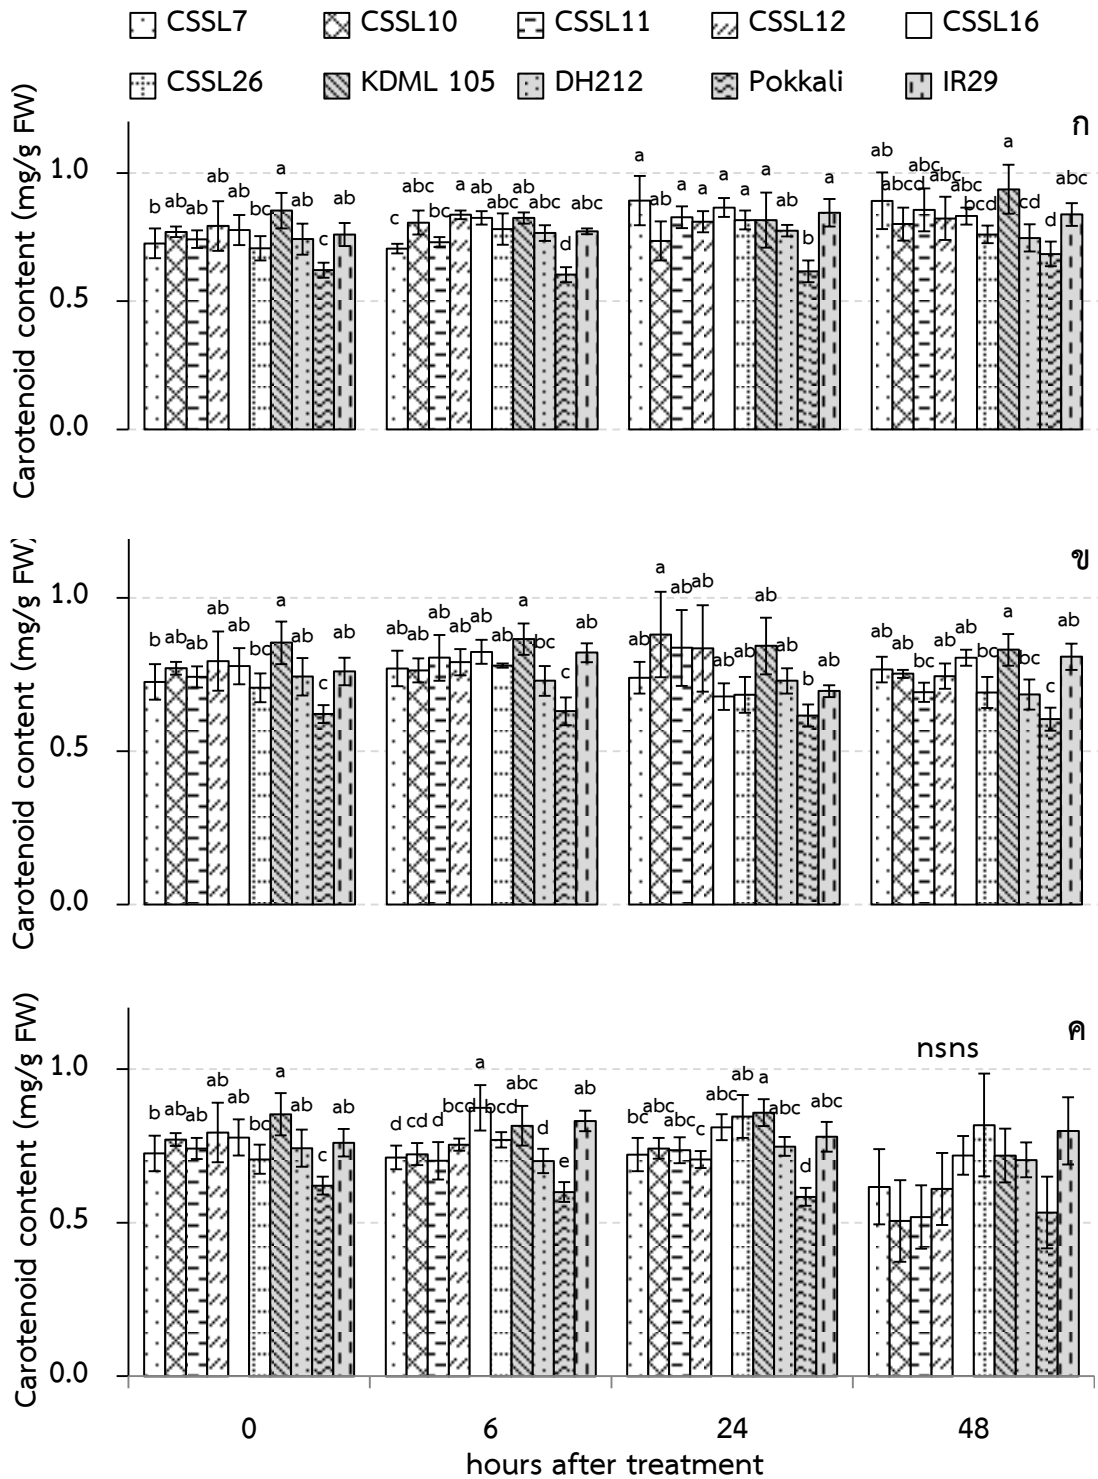 CSSL7 CSSL10 CSSL11 CSSL12 CSSL16
CSSL26 KDML 105 DH212 Pokkali IR29
ก
Carotenoid content (mg/g FW)
1.0
0.5
0.0
b ab ab ab ab bc a ab c ab
c abc bc a ab abc ab abc d abc
a ab a a a a a ab b a
ab abcd abc abc abc bcd a cd d abc
ข
Carotenoid content (mg/g FW)
1.0
0.5
0.0
b ab ab ab ab bc a ab c ab
ab ab ab ab ab ab a bc c ab
ab a ab ab ab ab ab ab b ab
ab ab bc ab ab bc a bc c ab
ค
Carotenoid content (mg/g FW)
1.0
0.5
0.0
b ab ab ab ab bc a ab c ab
d cd d bcd a bcd abc d e ab
bc abc abc c abc ab a abc d abc
nsns
0 6 24 48
hours after treatment